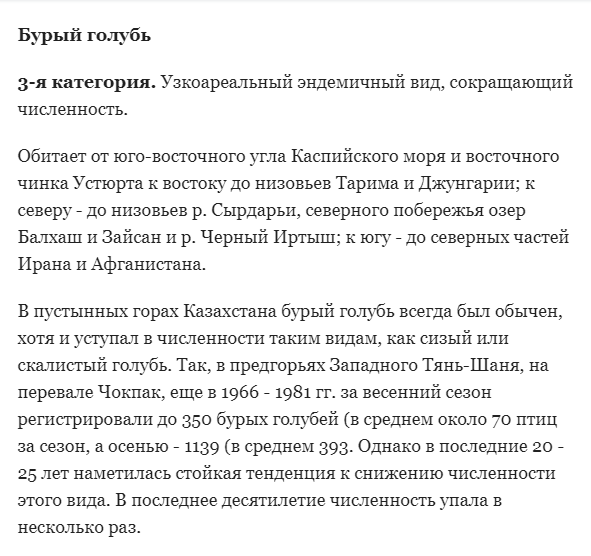 Бурый голубь
3-я категория. Узкоареальный эндемичный вид, сокращающий
численность.
Обитает от юго-восточного угла Каспийского моря и восточного
чинка Устюрта к востоку до низовьев Тарима и Джунгарии; к
северу - до низовьев р. Сырдарьи, северного побережья озер
Балхаш и Зайсан и р. Черный Иртыш; к югу - до северных частей
Ирана и Афганистана.
В пустынных горах Казахстана бурый голубь всегда был обычен,
хотя и уступал в численности таким видам, как сизый или
скалистый голубь. Так, в предгорьях Западного Тянь-Шаня, на
перевале Чокпак, еще в 1966 - 1981 гг. за весенний сезон
регистрировали до 350 бурых голубей (в среднем около 70 птиц
за сезон, а осенью - 1139 (в среднем 393. Однако в последние 20 -
25 лет наметилась стойкая тенденция к снижению численности
этого вида. В последнее десятилетие численность упала в
несколько раз.